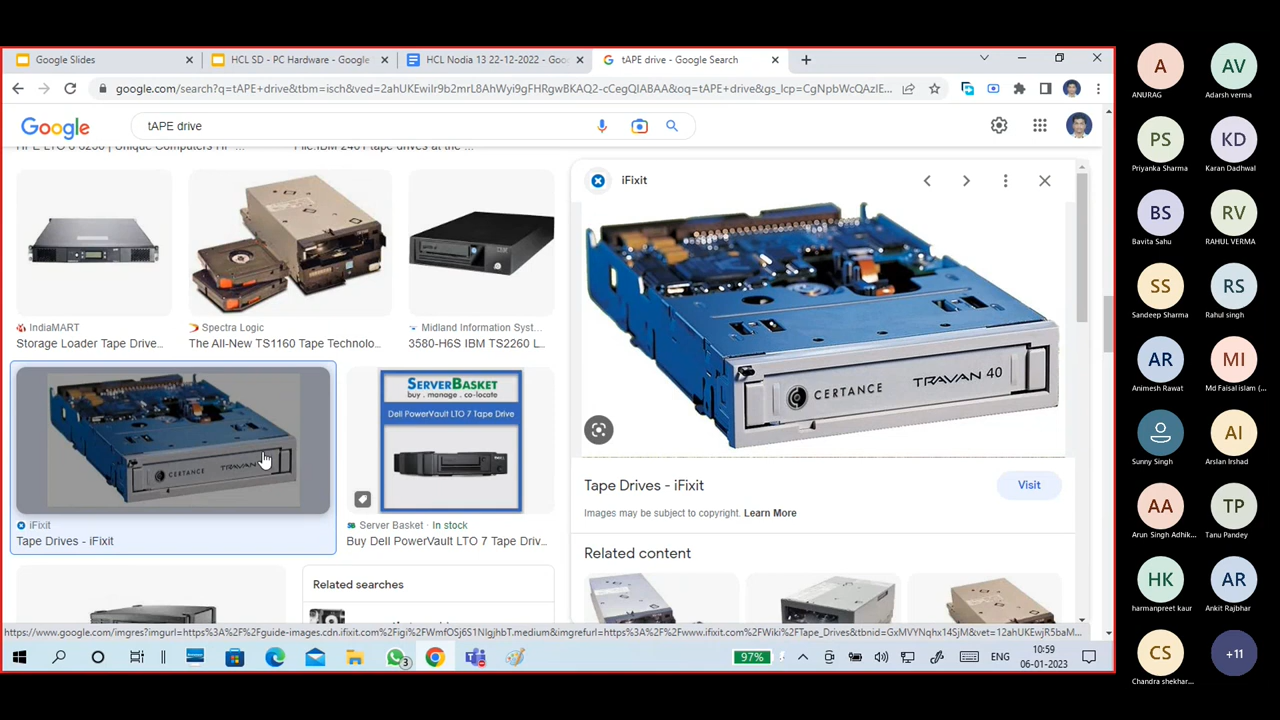 Google Slides
HCL SD - PC Hardware - Google
HCL Nodia 13 22-12-2022 - Goo
tAPE drive - Google Search
google.com/search?q=tAPE+drive&tbm=isch&ved=2ahUKEwiIr9b2mrL8AhWyi9gFHRgwBKAQ2-cCegQIABAA&oq=tAPE+drive&gs_lcp=CgNpbWcQAzIE...
Google
tAPE drive
iFixit
IndiaMART
Storage Loader Tape Drive...
Spectra Logic
The All-New TS1160 Tape Technolo...
Midland Information Syst...
3580-H6S IBM TS2260 L...
CERTANCE
TRAVAN 40
CERTANCE
TRAVAN
iFixit
Tape Drives - iFixit
SERVERBASKET
buy . manage . co-locate
Dell PowerVault LTO 7 Tape Drive
Server Basket · In stock
Buy Dell PowerVault LTO 7 Tape Driv...
Tape Drives - iFixit
Visit
Images may be subject to copyright. Learn More
Related content
Related searches
97%
3
ENG
10:59
06-01-2023
A
ANURAG
AV
Adarsh verma
PS
Priyanka Sharma
KD
Karan Dadhwal
BS
Bavita Sahu
RV
RAHUL VERMA
SS
Sandeep Sharma
RS
Rahul singh
AR
Animesh Rawat
MI
Md Faisal islam (...
Sunny Singh
AI
Arslan Irshad
AA
Arun Singh Adhik...
TP
Tanu Pandey
HK
harmanpreet kaur
AR
Ankit Rajbhar
CS
Chandra shekhar...
+11